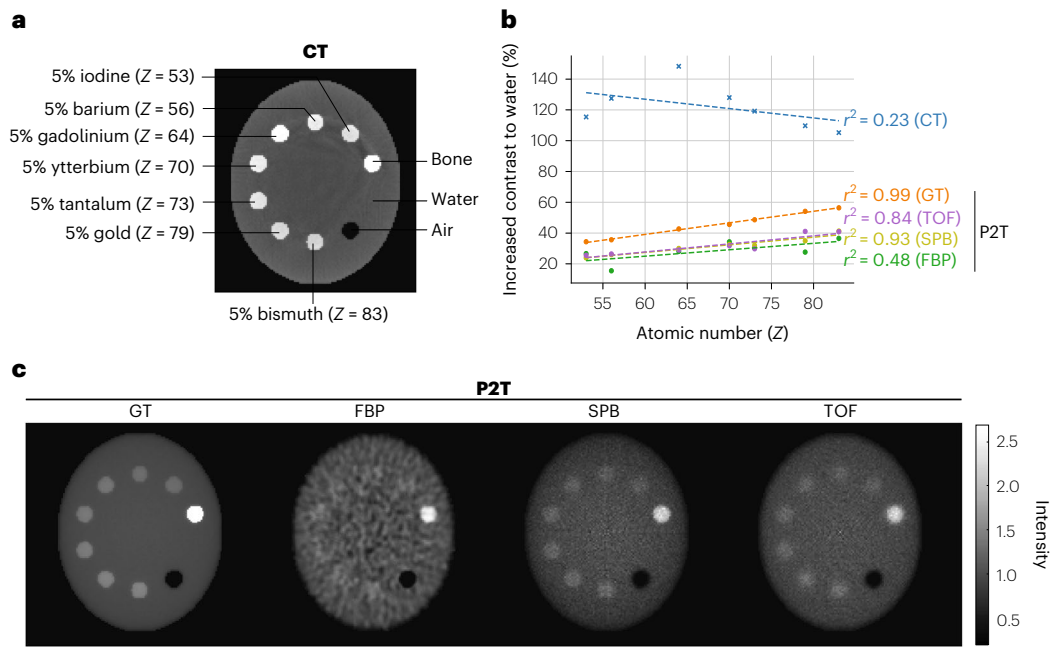 a
CT
5% iodine (Z = 53)
5% barium (Z = 56)
5% gadolinium (Z = 64)
5% ytterbium (Z = 70)
5% tantalum (Z = 73)
5% gold (Z = 79)
5% bismuth (Z = 83)
Bone
Water
Air
b
Increased contrast to water (%)
140
120
100
80
60
40
20
55
60
65
70
75
80
Atomic number (Z)
r² = 0.23 (CT)
r² = 0.99 (GT)
r² = 0.84 (TOF)
r² = 0.93 (SPB)
r² = 0.48 (FBP)
P2T
c
P2T
GT
FBP
SPB
TOF
2.5
2.0
1.5
1.0
0.5
Intensity